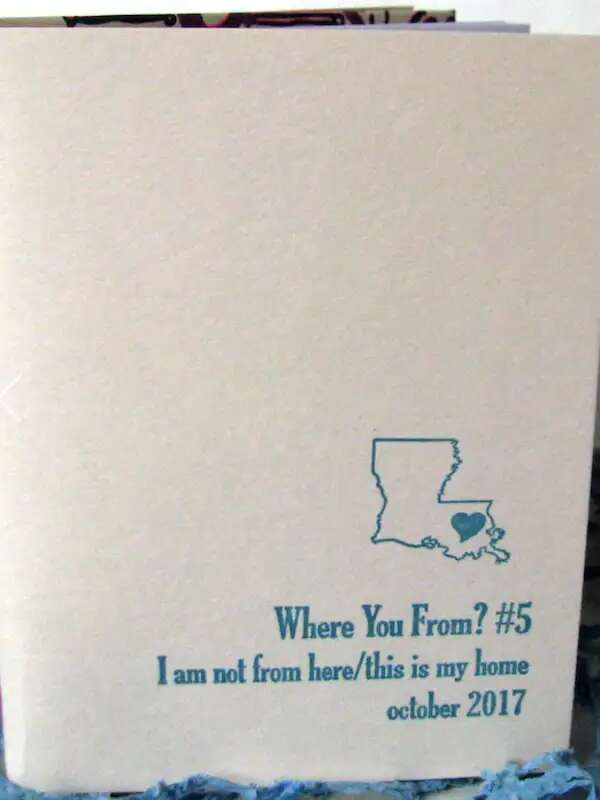 Where You From? #5
I am not from here/this is my home
october 2017